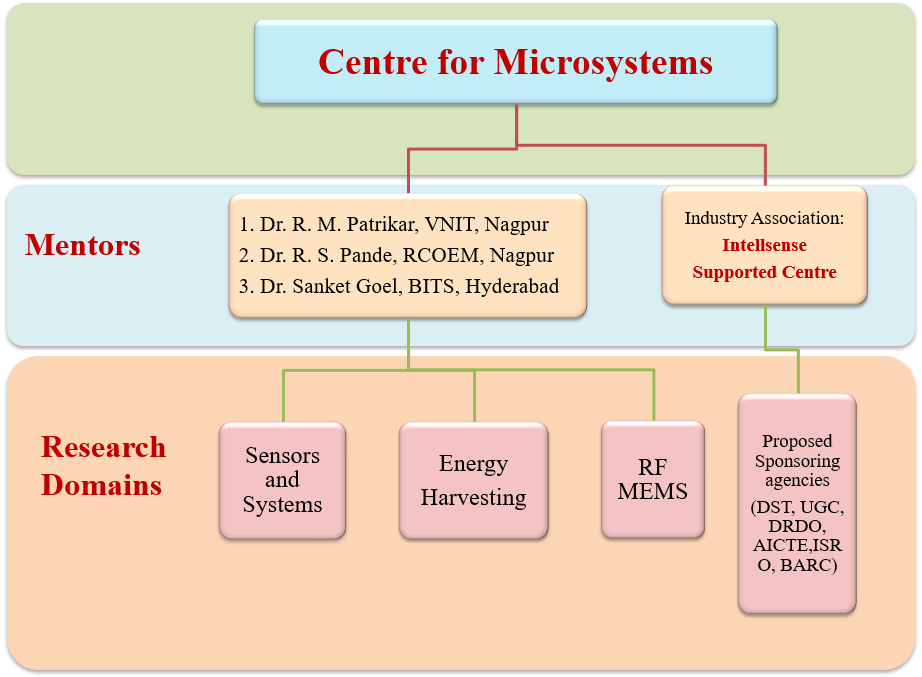 Centre for Microsystems
Mentors
1. Dr. R. M. Patrikar, VNIT, Nagpur
2. Dr. R. S. Pande, RCOEM, Nagpur
3. Dr. Sanket Goel, BITS, Hyderabad
Industry Association:
Intellsense
Supported Centre
Research
Domains
Sensors
and
Systems
Energy
Harvesting
RF
MEMS
Proposed
Sponsoring
agencies
(DST, UGC,
DRDO,
AICTE,ISR
O, BARC)